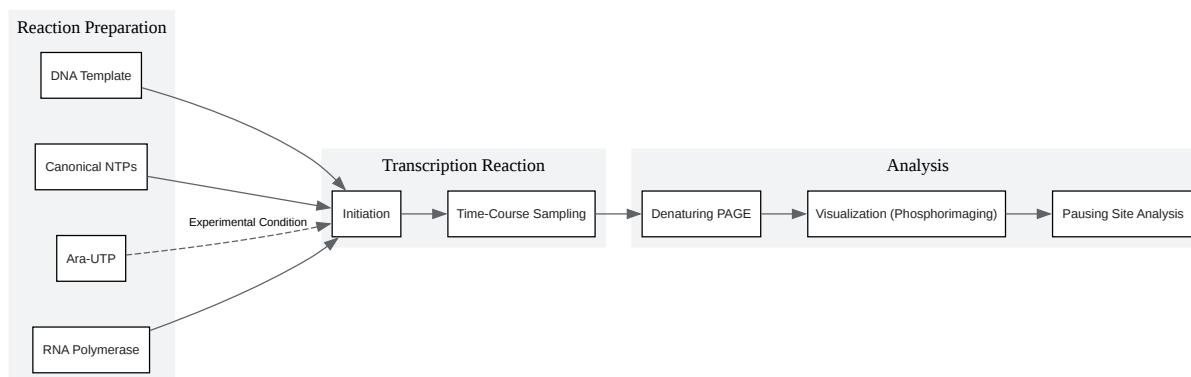 Reaction Preparation
DNA Template
Canonical NTPs
Ara-UTP
RNA Polymerase
Experimental Condition
Transcription Reaction
Initiation
Time-Course Sampling
Analysis
Denaturing PAGE
Visualization (Phosphorimaging)
Pausing Site Analysis